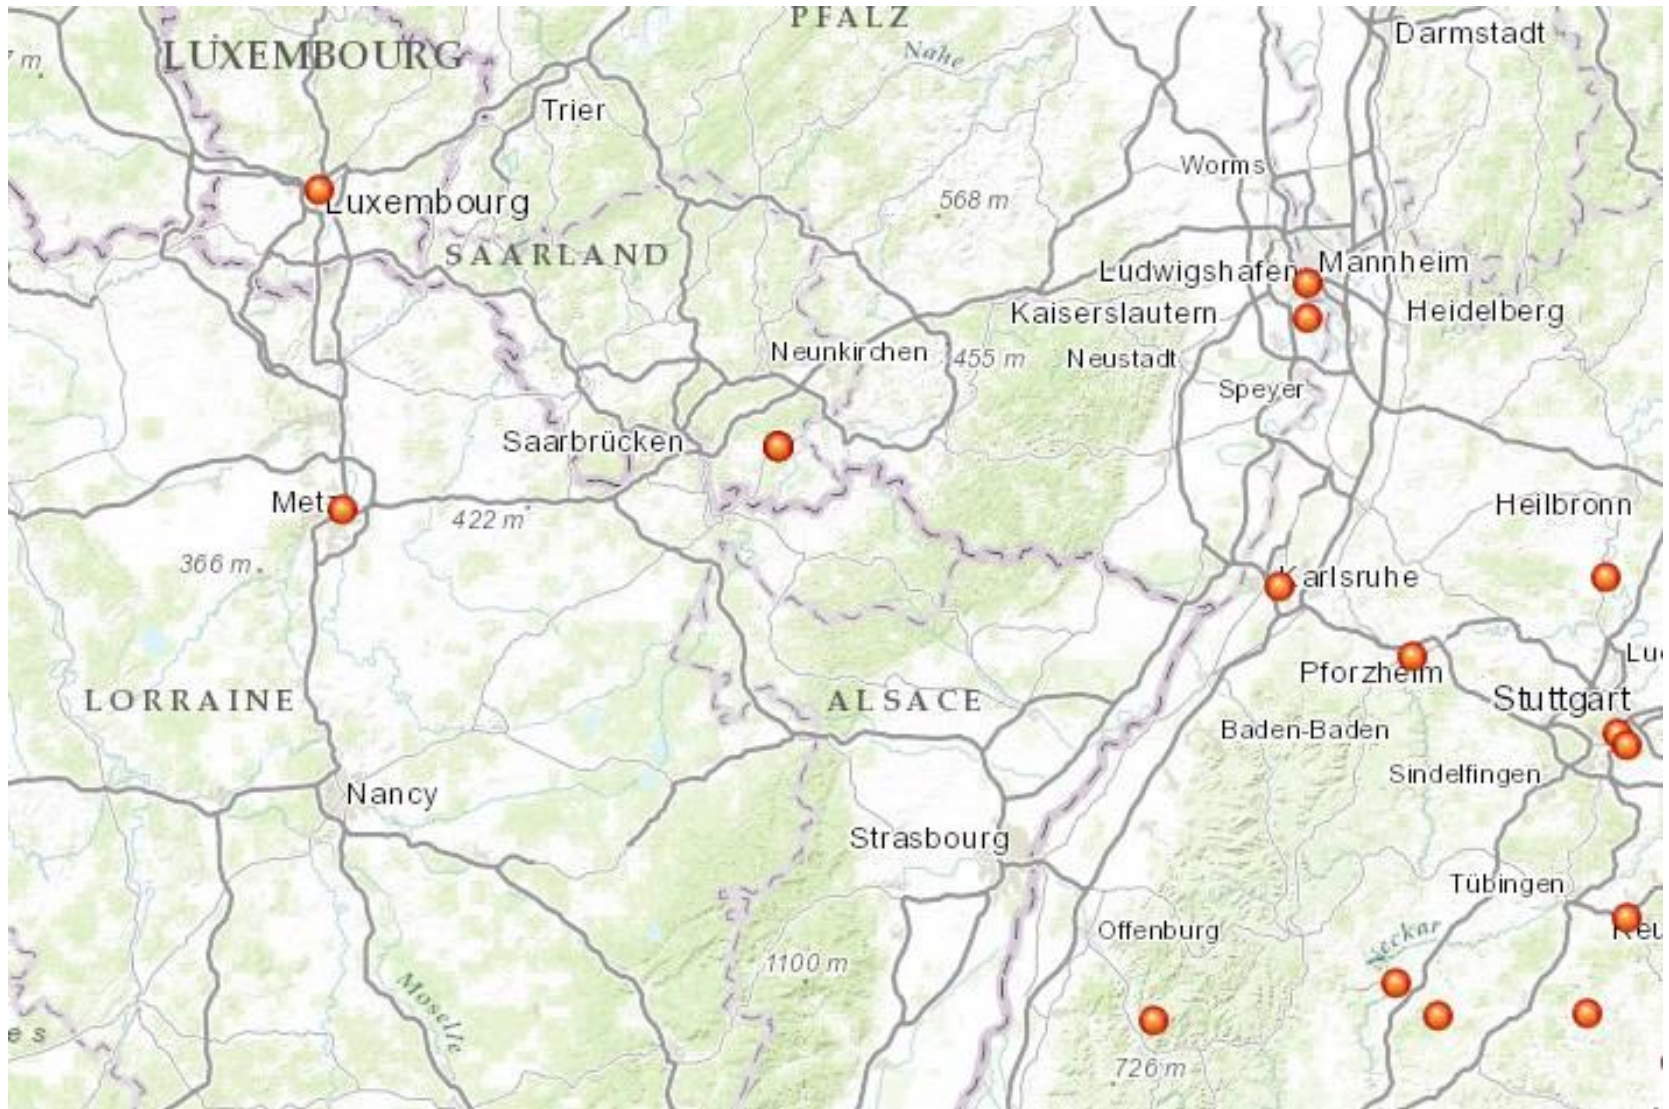 PFALZ
Darmstadt
LUXEMBOURG
Nahe
7 m
Trier
Worms
568 m
Luxembourg
SAARLAND
Mannheim
Ludwigshafen
Kaiserslautern
Heidelberg
Neunkirchen
455 m
Neustadt
Speyer
Saarbrücken
Metz
422 m
Heilbronn
366 m
Karlsruhe
Pforzheim
LORRAINE
ALSACE
Stuttgart
Baden-Baden
Sindelfingen
Nancy
Strasbourg
Tübingen
Offenburg
Neckar
1100 m
Moselle
e s
726 m